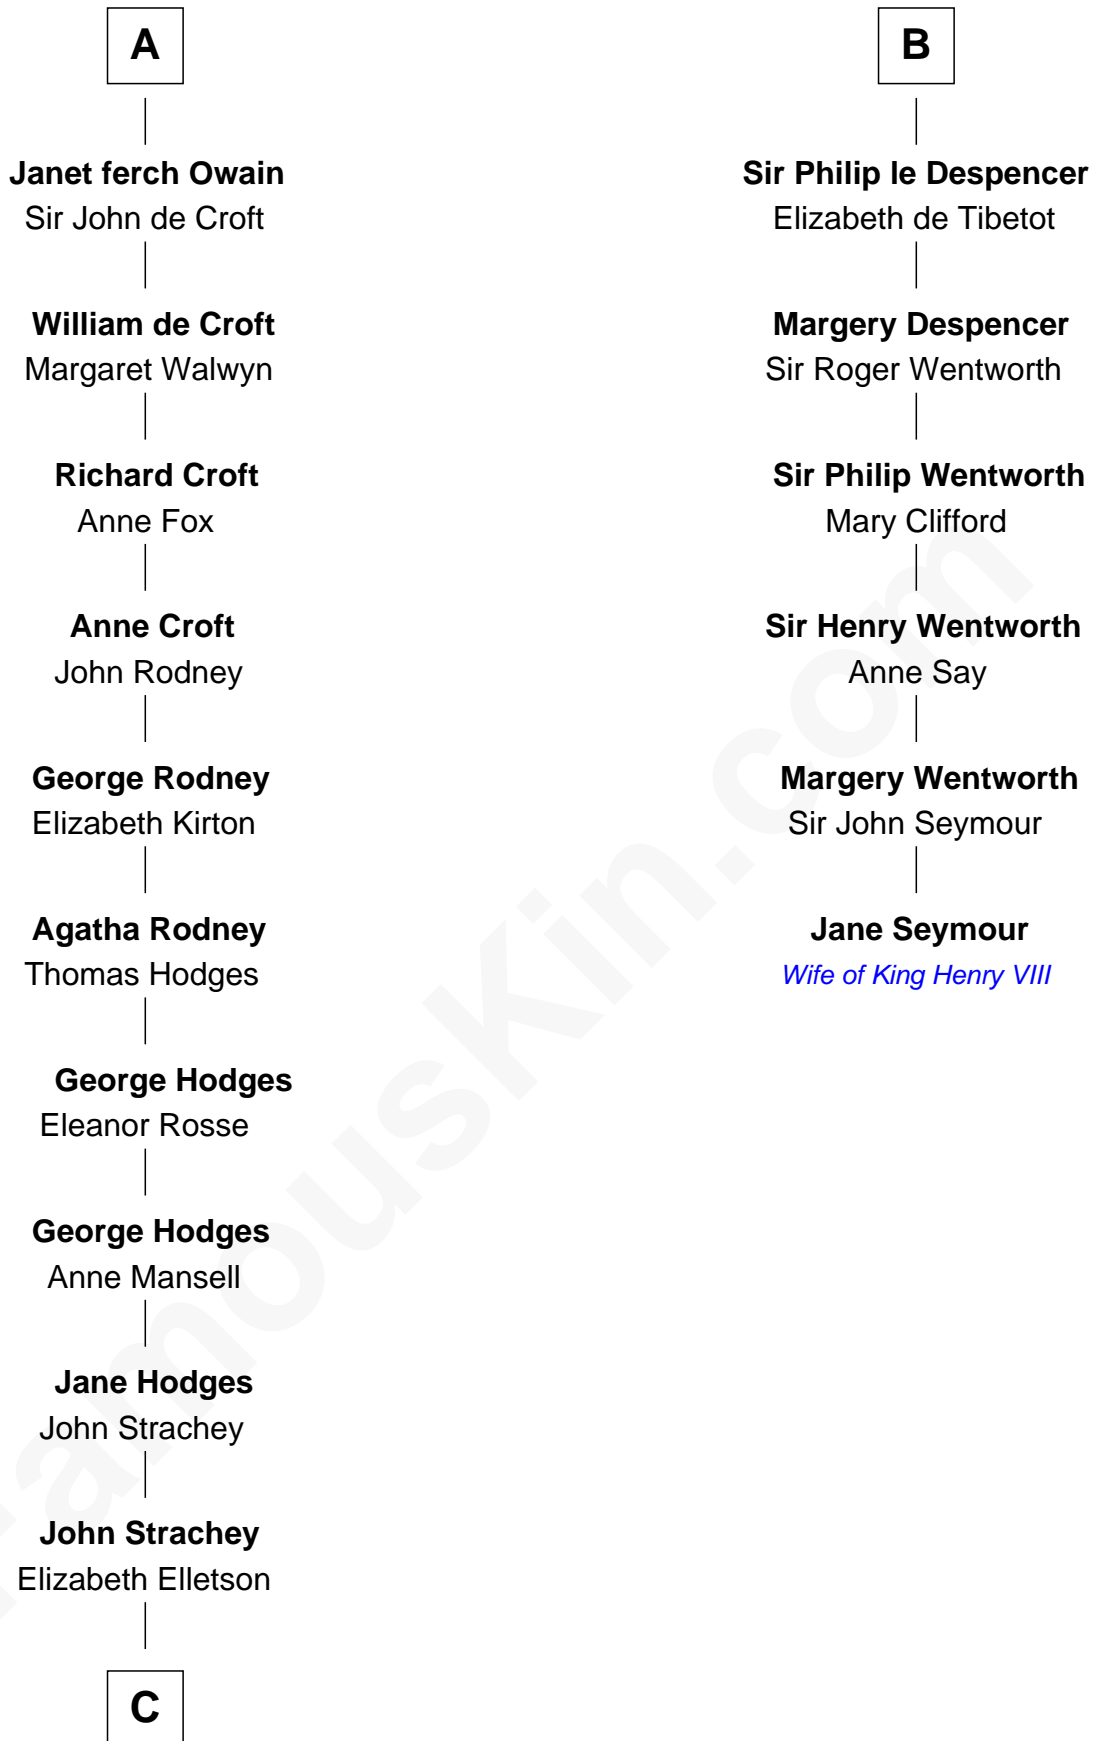 A
Janet ferch Owain
Sir John de Croft
William de Croft
Margaret Walwyn
Richard Croft
Anne Fox
Anne Croft
John Rodney
George Rodney
Elizabeth Kirton
Agatha Rodney
Thomas Hodges
George Hodges
Eleanor Rosse
George Hodges
Anne Mansell
Jane Hodges
John Strachey
John Strachey
Elizabeth Elletson
C
B
Sir Philip le Despencer
Elizabeth de Tibetot
Margery Despencer
Sir Roger Wentworth
Sir Philip Wentworth
Mary Clifford
Sir Henry Wentworth
Anne Say
Margery Wentworth
Sir John Seymour
Jane Seymour
Wife of King Henry VIII
FamousKin.com